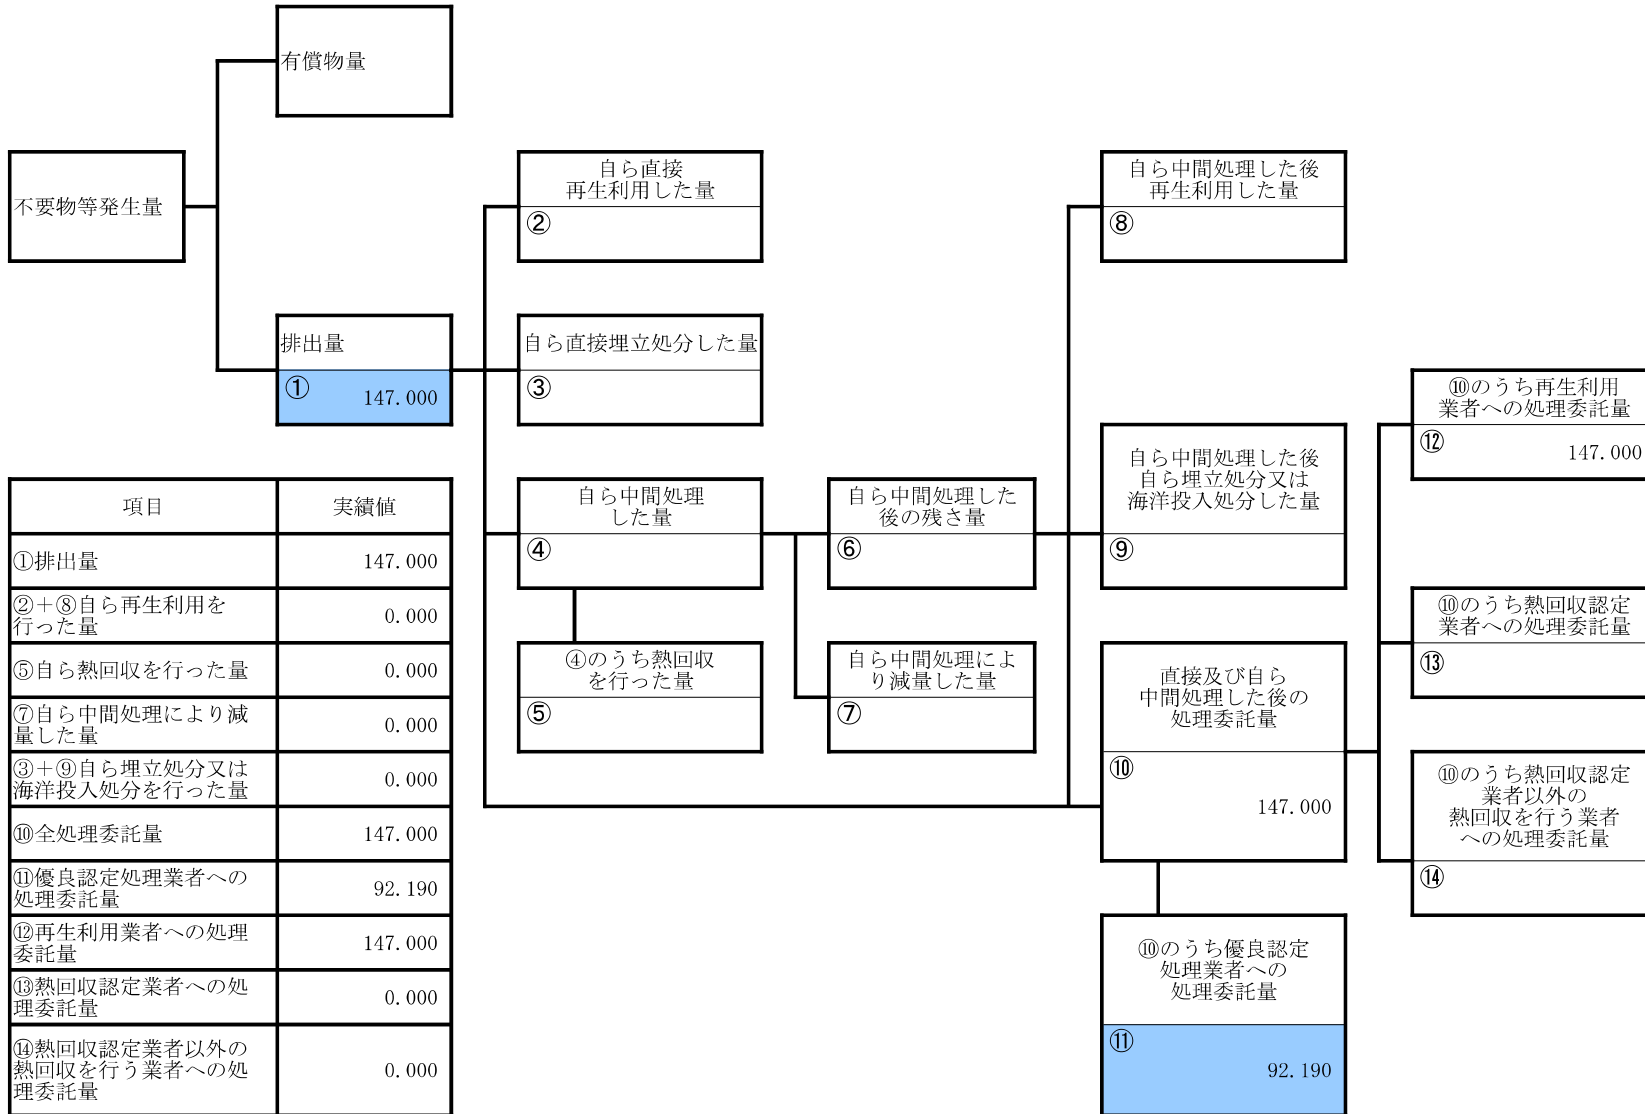 有償物量
不要物等発生量
排出量
①
147.000
自ら直接
再生利用した量
②
自ら直接埋立処分した量
③
自ら中間処理
した量
④
④のうち熱回収
を行った量
⑤
自ら中間処理した
後の残さ量
⑥
自ら中間処理によ
り減量した量
⑦
自ら中間処理した後
再生利用した量
⑧
自ら中間処理した後
自ら埋立処分又は
海洋投入処分した量
⑨
直接及び自ら
中間処理した後の
処理委託量
⑩
147.000
⑩のうち優良認定
処理業者への
処理委託量
⑪
92.190
⑩のうち再生利用
業者への処理委託量
⑫
147.000
⑩のうち熱回収認定
業者への処理委託量
⑬
⑩のうち熱回収認定
業者以外の
熱回収を行う業者
への処理委託量
⑭
項目 実績値
①排出量 147.000
②+⑧自ら再生利用を
行った量 0.000
⑤自ら熱回収を行った量 0.000
⑦自ら中間処理により減
量した量 0.000
③+⑨自ら埋立処分又は
海洋投入処分を行った量 0.000
⑩全処理委託量 147.000
⑪優良認定処理業者への
処理委託量 92.190
⑫再生利用業者への処理
委託量 147.000
⑬熱回収認定業者への処
理委託量 0.000
⑭熱回収認定業者以外の
熱回収を行う業者への処
理委託量 0.000